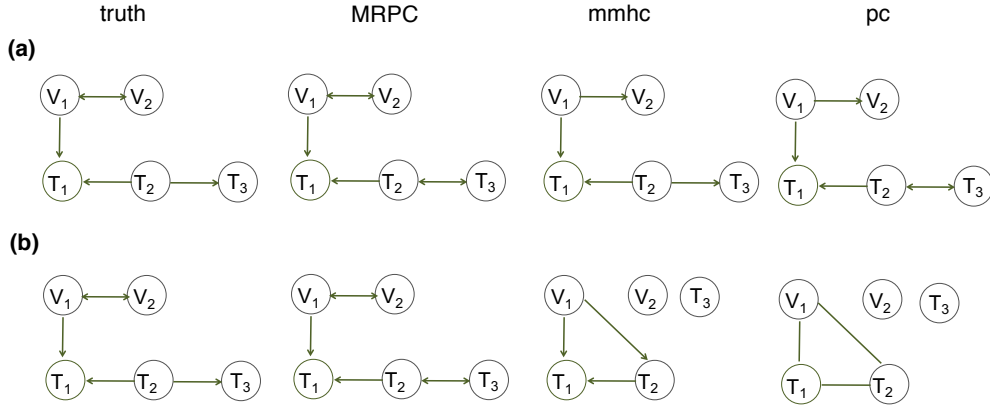 truth MRPC mmhc pc
(a)
V1 V2 V1 V2 V1 V2 V1 V2
T1 T2 T3 T1 T2 T3 T1 T2 T3 T1 T2 T3
(b)
V1 V2 V1 V2 V1 V2 T3 V1 V2 T3
T1 T2 T3 T1 T2 T3 T1 T2 T1 T2